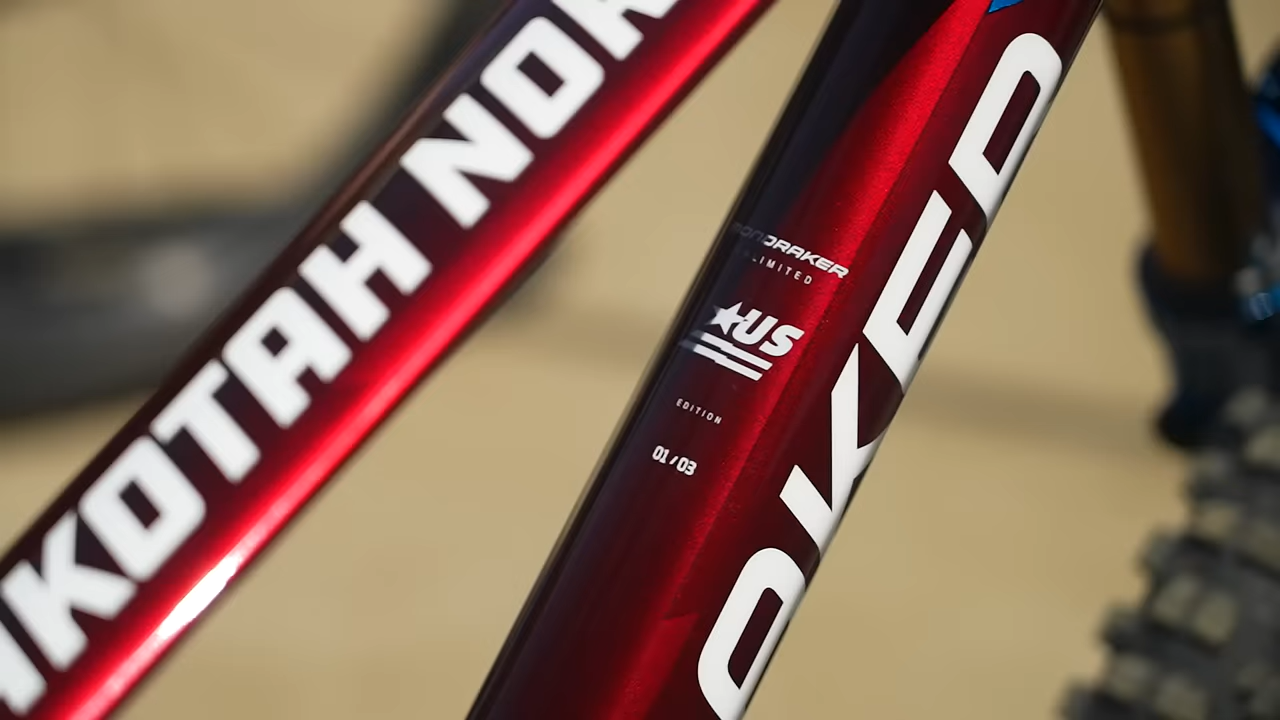 AKOTAH NOR
MONDRAKER
LIMITED
US
EDITION
01/03
OKED